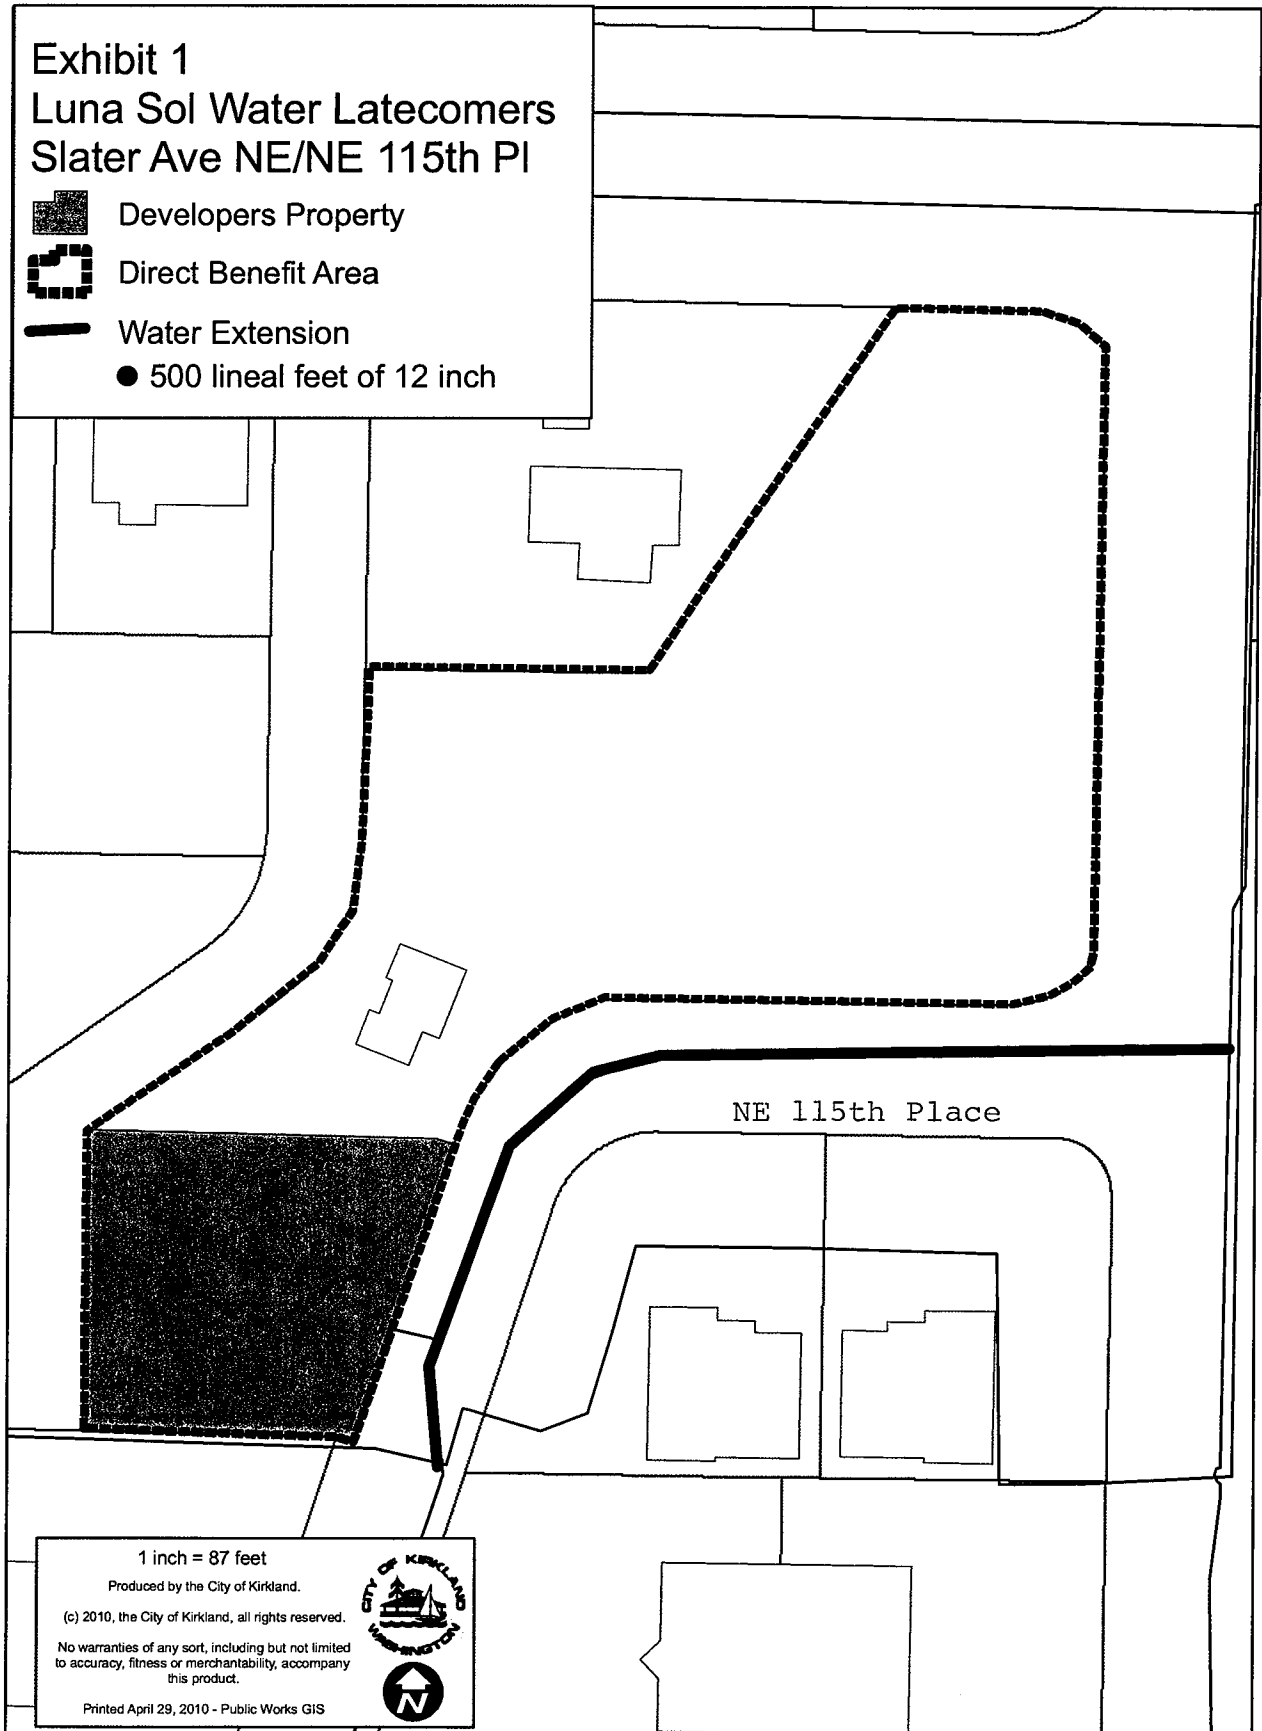 Exhibit 1
Luna Sol Water Latecomers
Slater Ave NE/NE 115th Pl
Developers Property
Direct Benefit Area
Water Extension
● 500 lineal feet of 12 inch
NE 115th Place
1 inch = 87 feet
Produced by the City of Kirkland.
(c) 2010, the City of Kirkland, all rights reserved.
No warranties of any sort, including but not limited
to accuracy, fitness or merchantability, accompany
this product.
Printed April 29, 2010 - Public Works GIS
CITY OF KIRKLAND
WASHINGTON
N